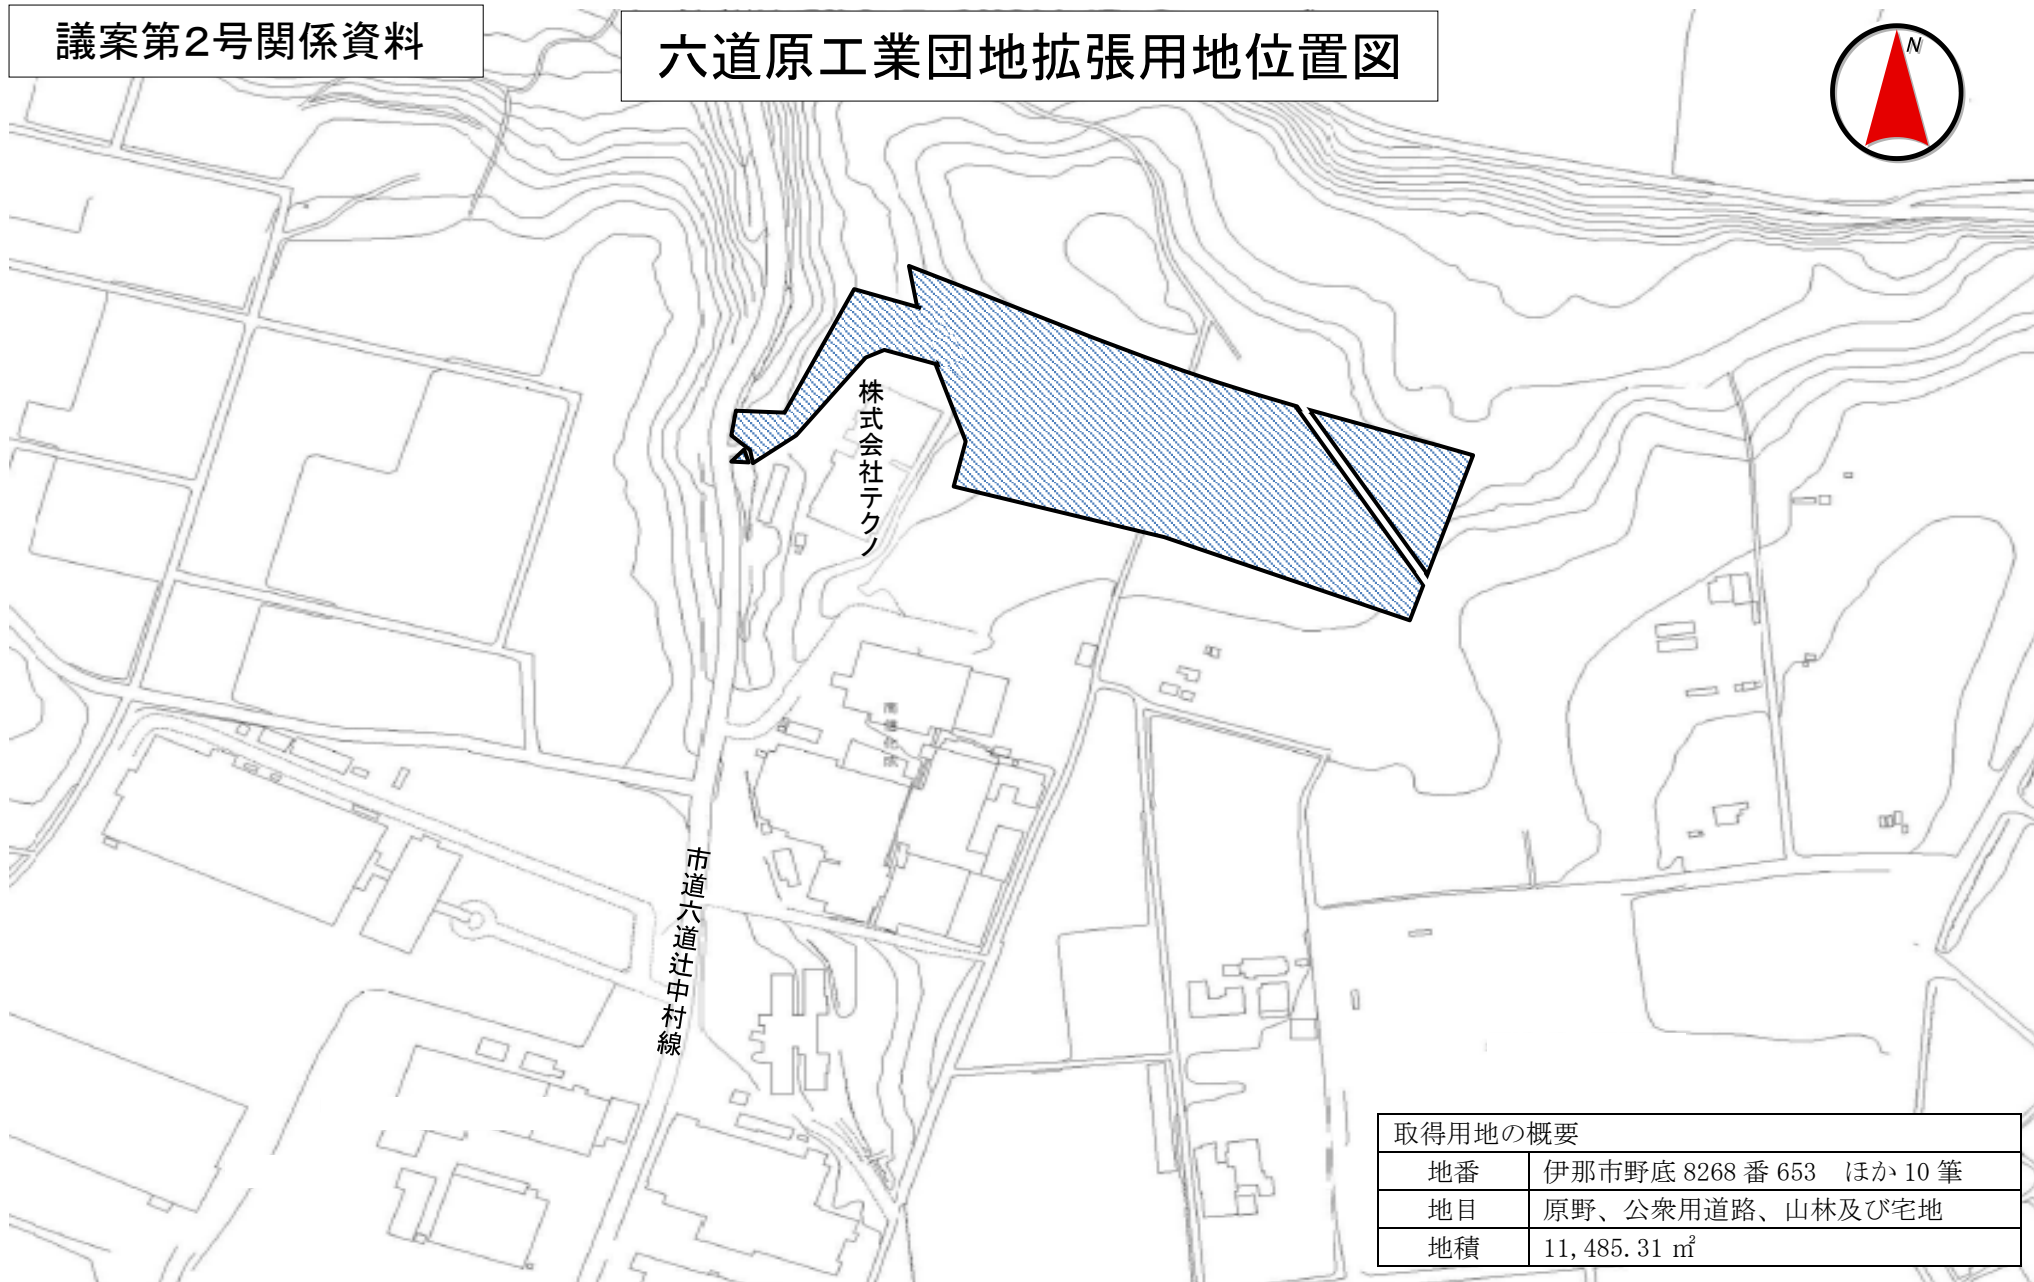 議案第2号関係資料
六道原工業団地拡張用地位置図
N
株式会社テクノ
市道六道辻中村線
取得用地の概要
地番 伊那市野底 8268 番 653 ほか 10 筆
地目 原野、公衆用道路、山林及び宅地
地積 11,485.31 ㎡